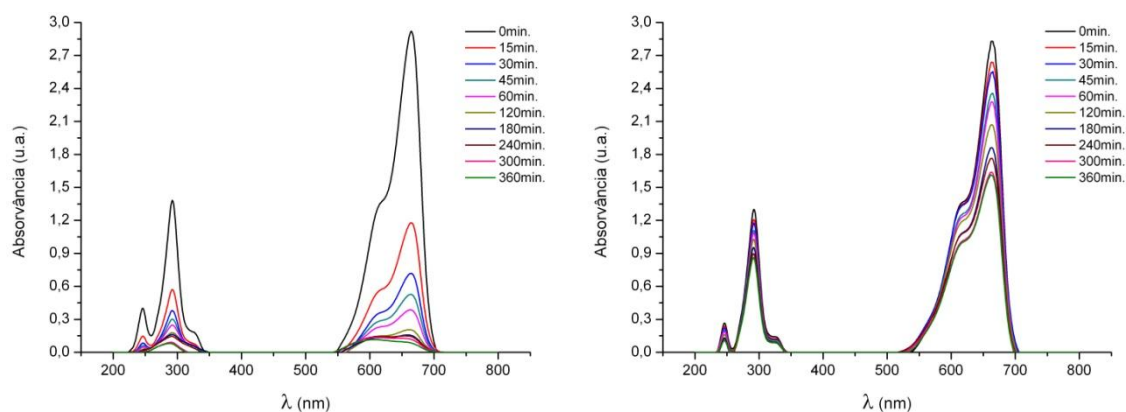 3,0
2,7
2,4
2,1
1,8
1,5
1,2
0,9
0,6
0,3
0,0
Absorvância (u.a.)
200 300 400 500 600 700 800
λ (nm)
0min.
15min.
30min.
45min.
60min.
120min.
180min.
240min.
300min.
360min.
3,0
2,7
2,4
2,1
1,8
1,5
1,2
0,9
0,6
0,3
0,0
Absorvância (u.a.)
200 300 400 500 600 700 800
λ (nm)
0min.
15min.
30min.
45min.
60min.
120min.
180min.
240min.
300min.
360min.